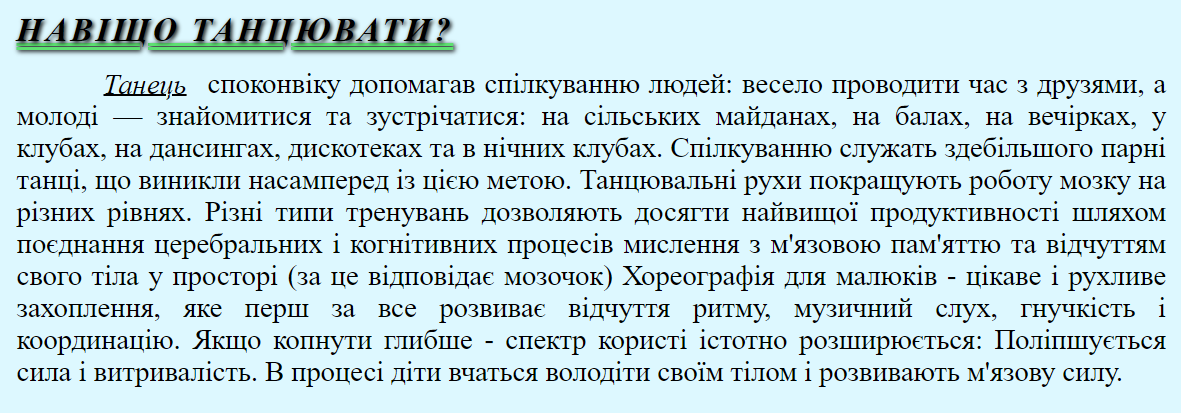 НАВІЩО ТАНЦЮВАТИ?
Танець спокон­віку допомагав спілкуванню людей: весело проводити час з друзями, а
молоді — знайомитися та зустрічатися: на сільських майданах, на балах, на вечірках, у
клубах, на дансингах, дискотеках та в нічних клубах. Спілкуванню служать здебільшого парні
танці, що виникли насамперед із цією метою. Танцювальні рухи покращують роботу мозку на
різних рівнях. Різні типи тренувань дозволяють досягти найвищої продуктивності шляхом
поєднання церебральних і когнітивних процесів мислення з м'язовою пам'яттю та відчуттям
свого тіла у просторі (за це відповідає мозочок) Хореографія для малюків - цікаве і рухливе
захоплення, яке перш за все розвиває відчуття ритму, музичний слух, гнучкість і
координацію. Якщо копнути глибше - спектр користі істотно розширюється: Поліпшується
сила і витривалість. В процесі діти вчаться володіти своїм тілом і розвивають м'язову силу.